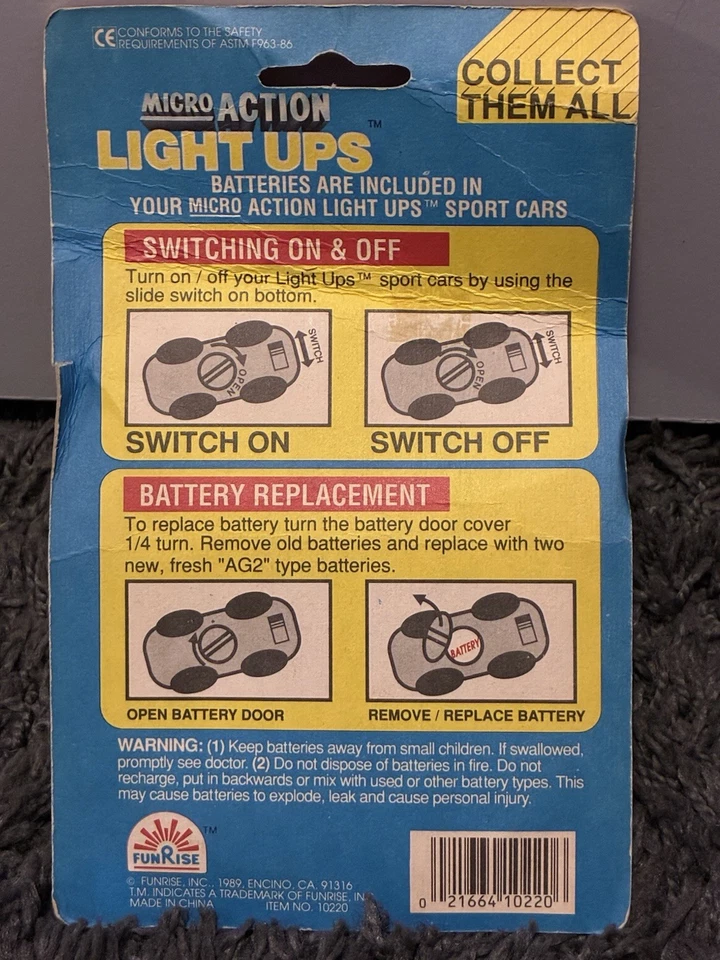 CE CONFORMS TO THE SAFETY
REQUIREMENTS OF ASTM F963-86
COLLECT
THEM ALL
MICRO ACTION
LIGHT UPS™
BATTERIES ARE INCLUDED IN
YOUR MICRO ACTION LIGHT UPS™ SPORT CARS
SWITCHING ON & OFF
Turn on / off your Light Ups™ sport cars by using the
slide switch on bottom.
OPEN
SWITCH
OPEN
SWITCH
SWITCH ON
SWITCH OFF
BATTERY REPLACEMENT
To replace battery turn the battery door cover
1/4 turn. Remove old batteries and replace with two
new, fresh "AG2" type batteries.
BATTERY
OPEN BATTERY DOOR
REMOVE / REPLACE BATTERY
WARNING: (1) Keep batteries away from small children. If swallowed,
promptly see doctor. (2) Do not dispose of batteries in fire. Do not
recharge, put in backwards or mix with used or other battery types. This
may cause batteries to explode, leak and cause personal injury.
FUNRISE™
© FUNRISE, INC., 1989, ENCINO, CA. 91316
T.M. INDICATES A TRADEMARK OF FUNRISE, IN
MADE IN CHINA
ITEM NO. 10220
0 21664 10220